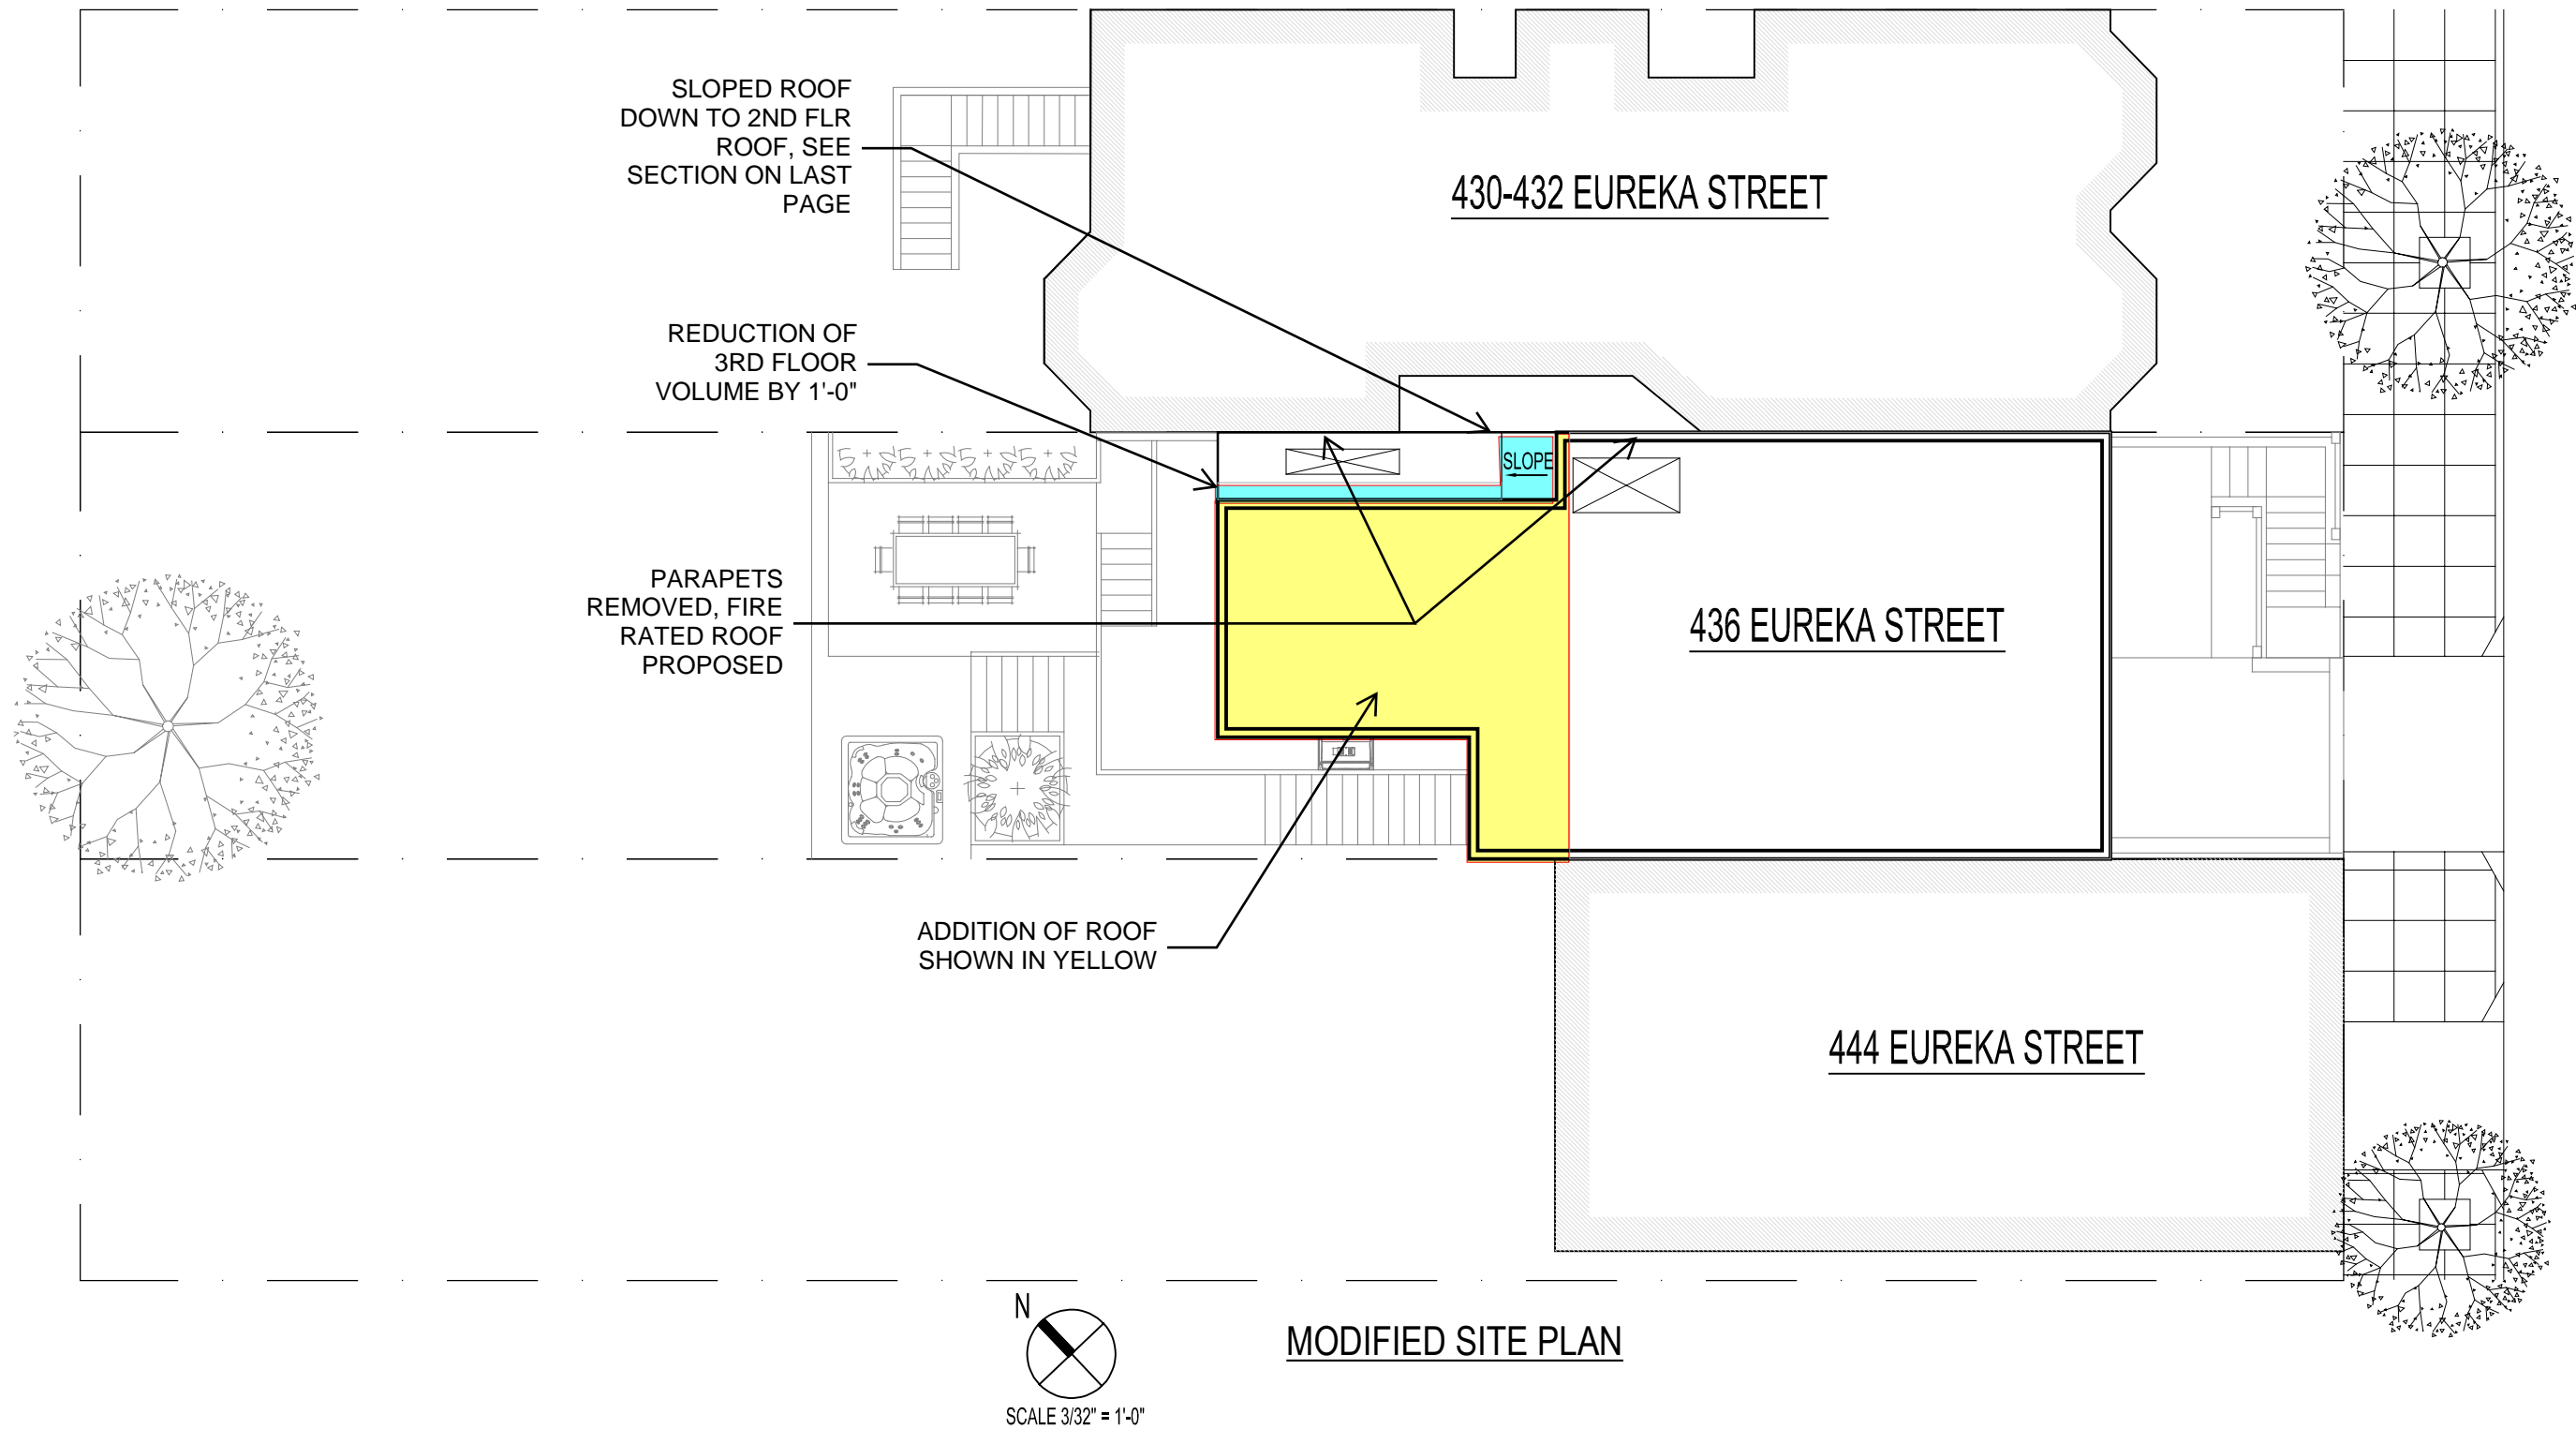 SLOPED ROOF
DOWN TO 2ND FLR
ROOF, SEE
SECTION ON LAST
PAGE
430-432 EUREKA STREET
REDUCTION OF
3RD FLOOR
VOLUME BY 1'-0"
SLOPE
PARAPETS
REMOVED, FIRE
RATED ROOF
PROPOSED
436 EUREKA STREET
ADDITION OF ROOF
SHOWN IN YELLOW
444 EUREKA STREET
N
MODIFIED SITE PLAN
SCALE 3/32" = 1'-0"